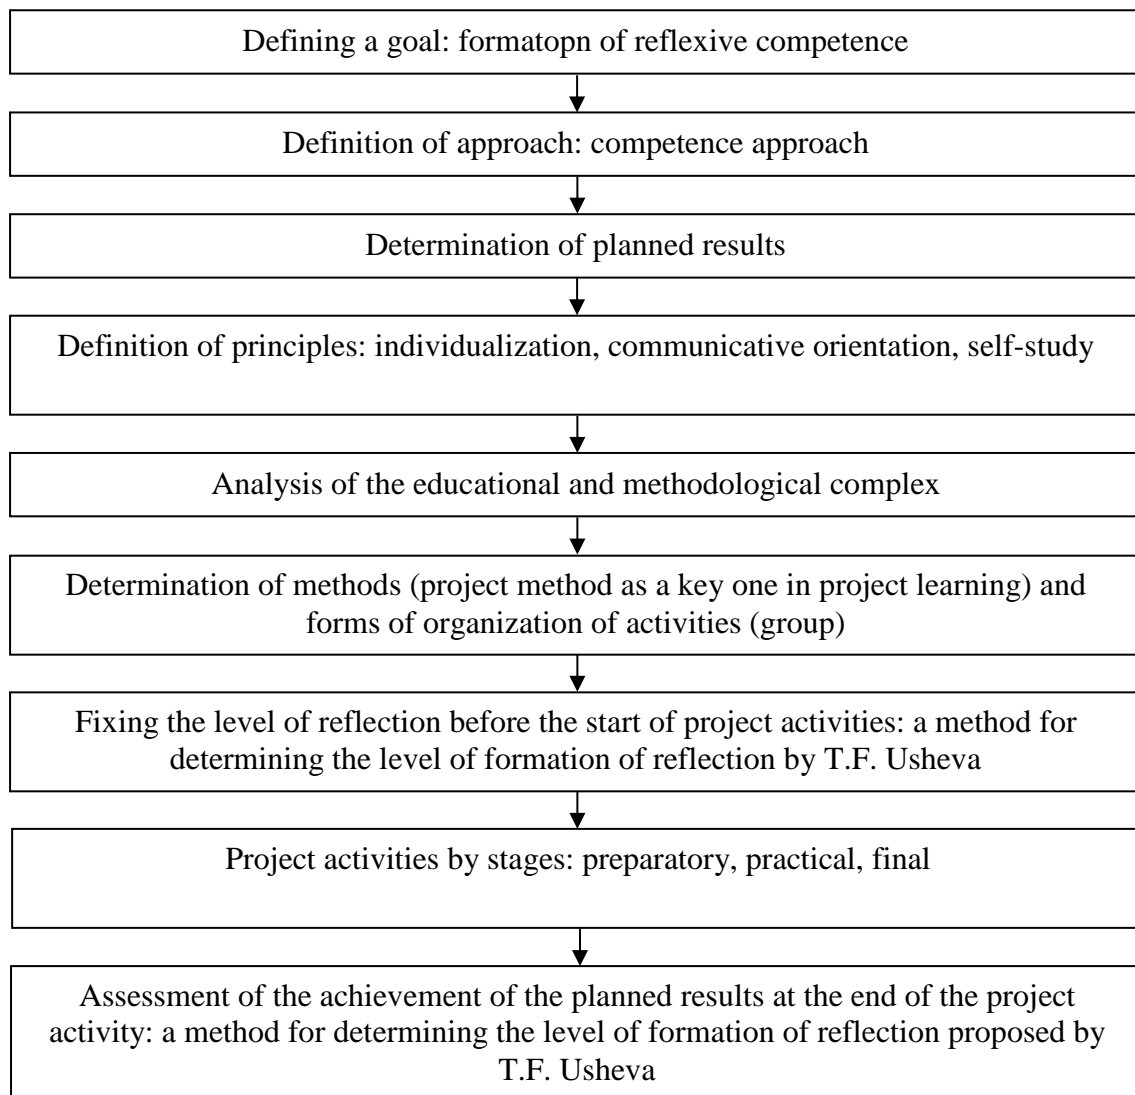 Defining a goal: formatopn of reflexive competence
Definition of approach: competence approach
Determination of planned results
Definition of principles: individualization, communicative orientation, self-study
Analysis of the educational and methodological complex
Determination of methods (project method as a key one in project learning) and
forms of organization of activities (group)
Fixing the level of reflection before the start of project activities: a method for
determining the level of formation of reflection by T.F. Usheva
Project activities by stages: preparatory, practical, final
Assessment of the achievement of the planned results at the end of the project
activity: a method for determining the level of formation of reflection proposed by
T.F. Usheva